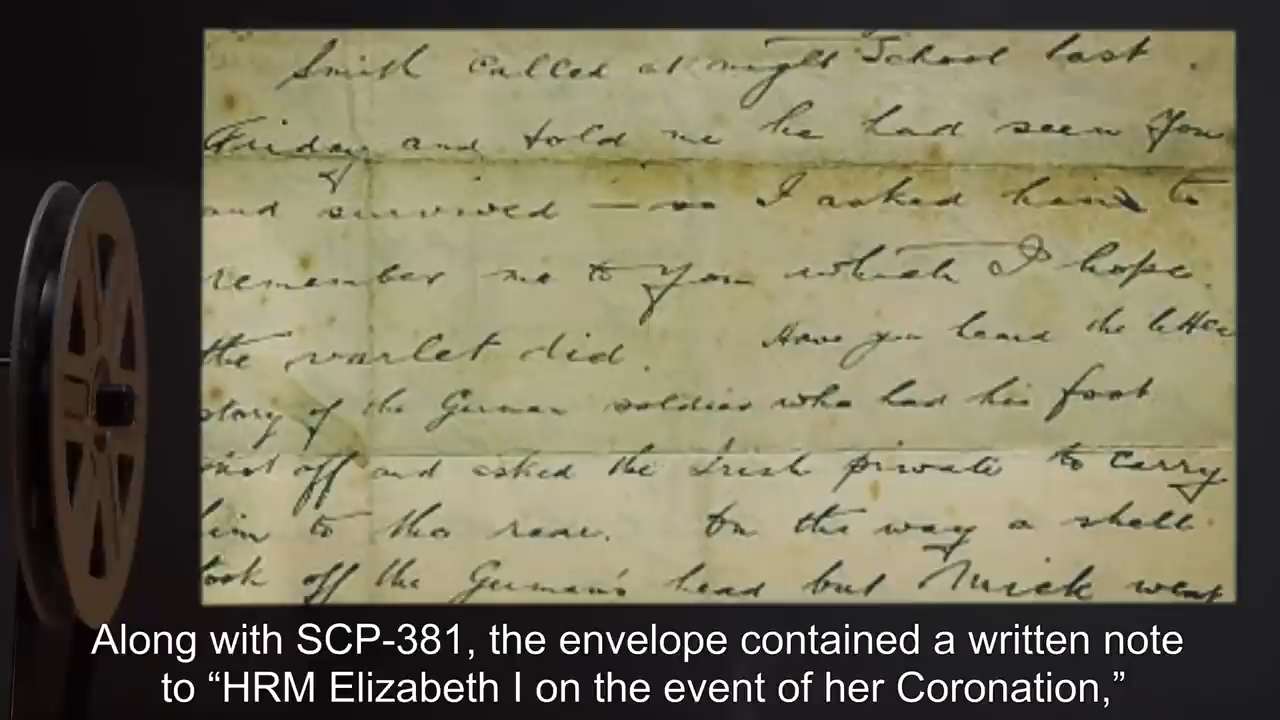 Smith called at night School last .
Friday and told me he had seen You
and survived — so I asked him to
remember me to You which I hope
the varlet did. Have you heard the latter
story of the German soldier who had his foot
shot off and asked the Irish private to carry
him to the rear. On the way a shell
took off the German's head but Mick went
Along with SCP-381, the envelope contained a written note
to “HRM Elizabeth I on the event of her Coronation,”